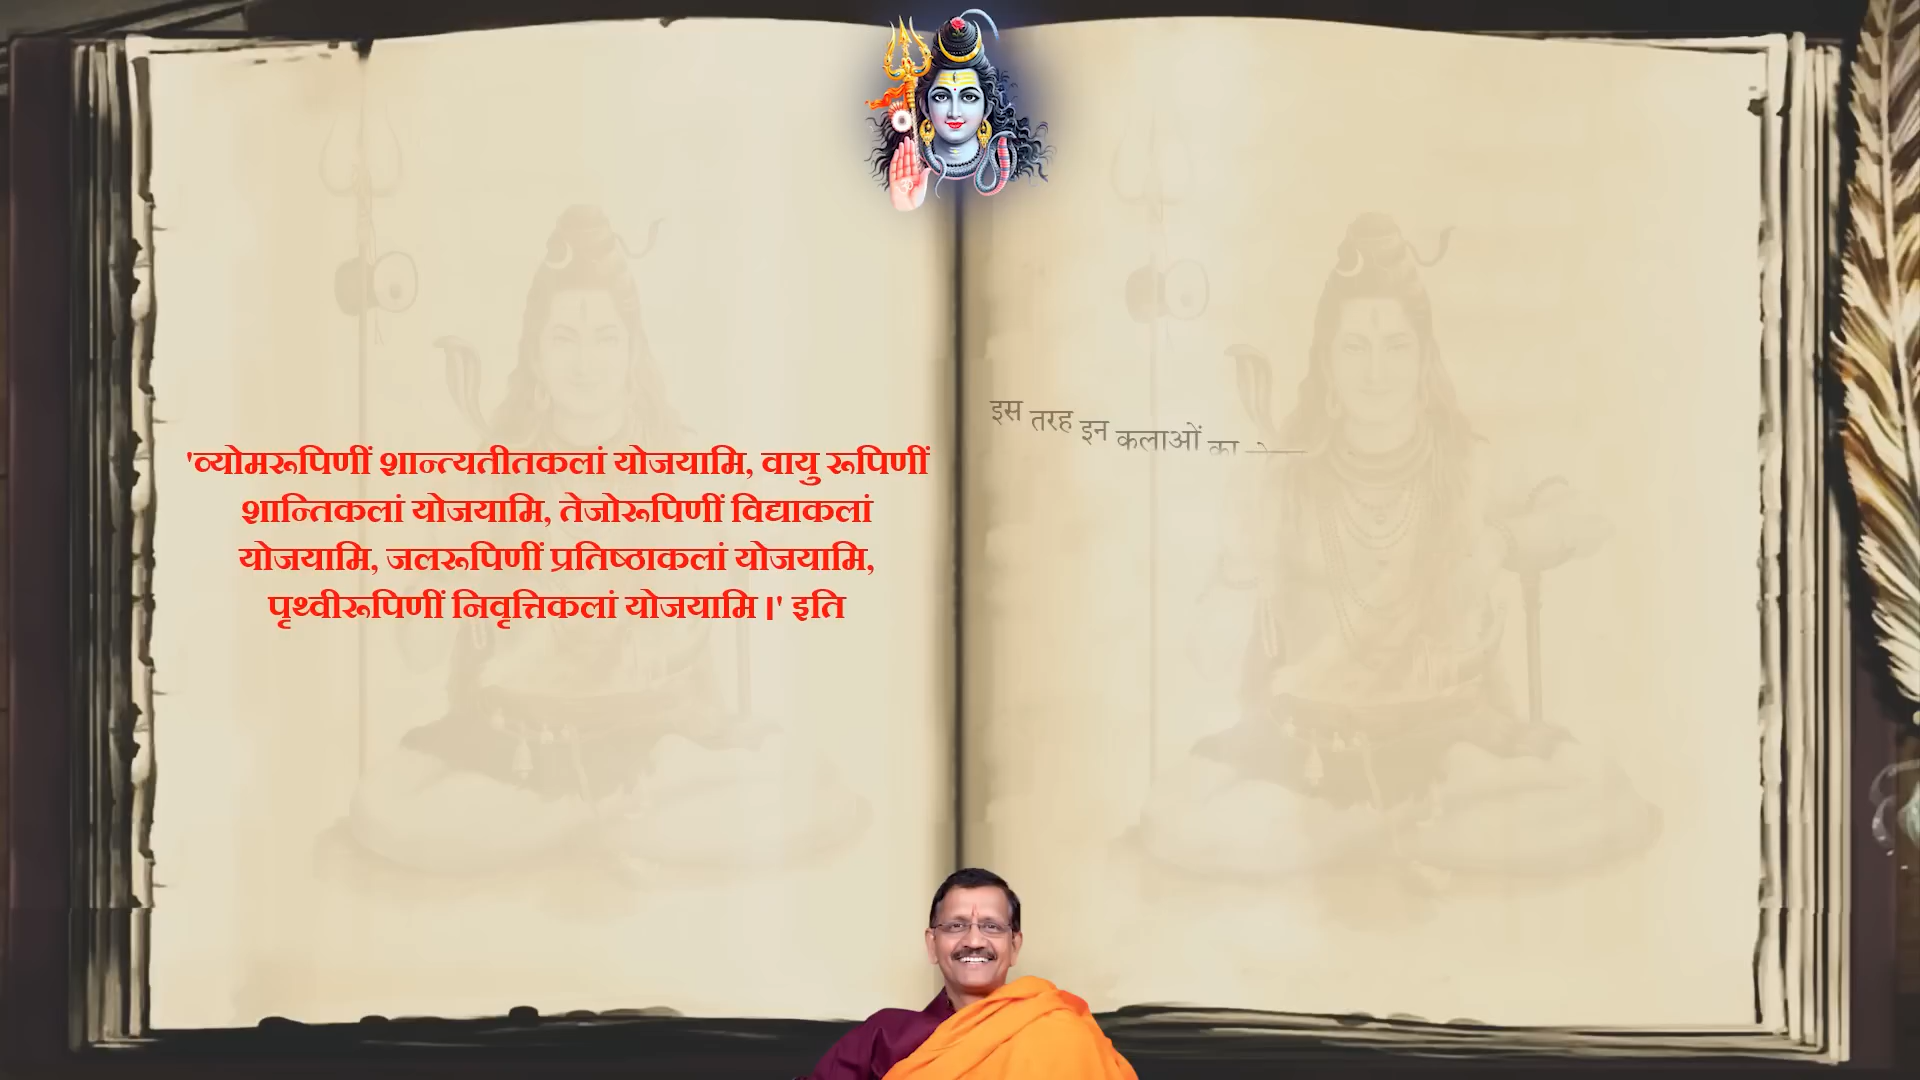 'व्योमरूपिणीं शान्त्यतीतकलां योजयामि, वायु रूपिणीं
शान्तिकलां योजयामि, तेजोरूपिणीं विद्याकलां
योजयामि, जलरूपिणीं प्रतिष्ठाकलां योजयामि,
पृथ्वीरूपिणीं निवृत्तिकलां योजयामि।' इति
इस तरह इन कलाओं का